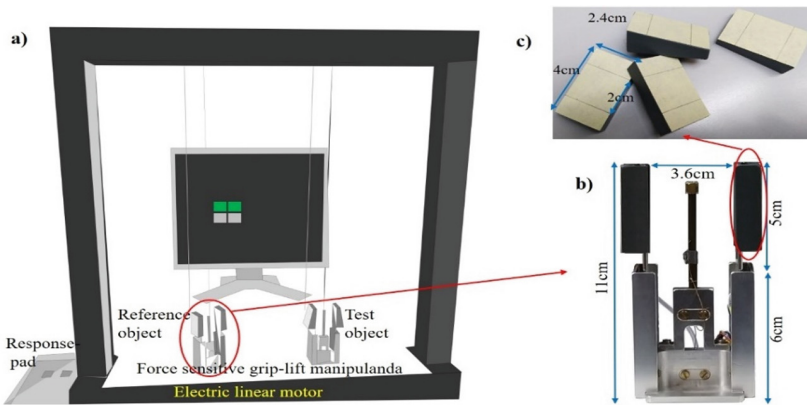 a)
Reference
object
Test
object
Response-
pad
Force sensitive grip-lift manipulanda
Electric linear motor
c)
2.4cm
4cm
2cm
b)
3.6cm
5cm
11cm
6cm